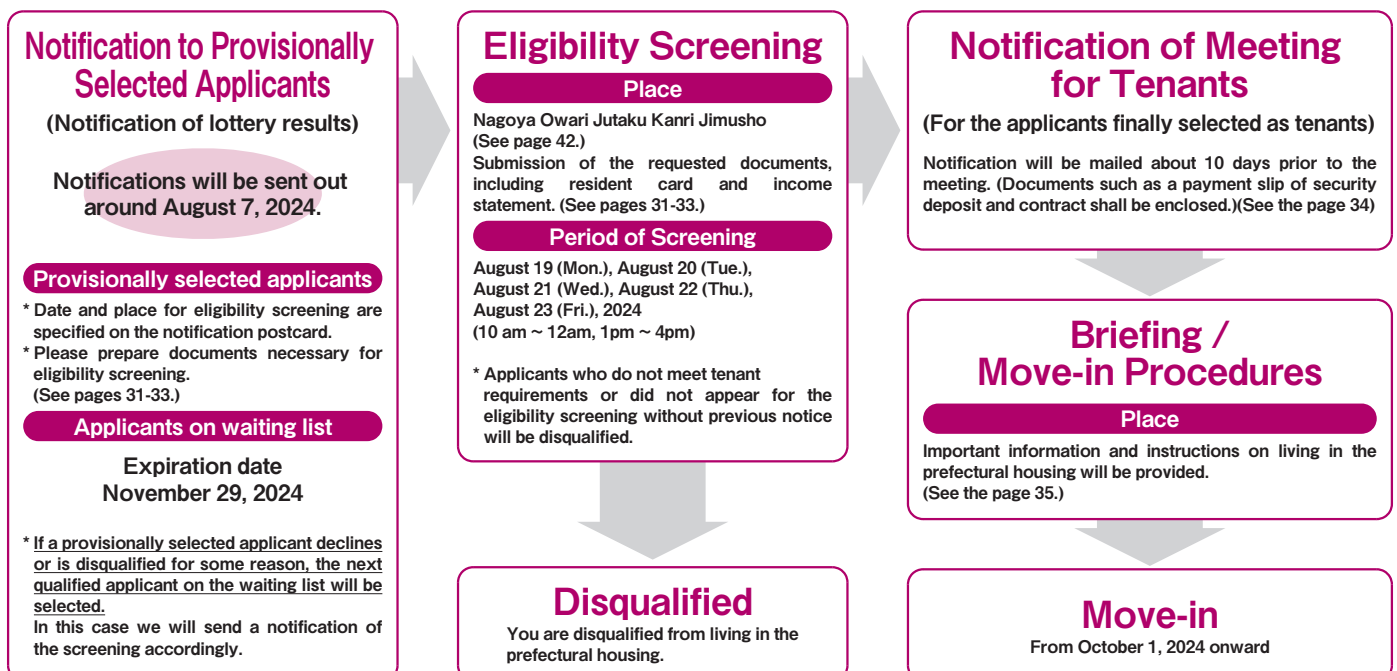 Notification to Provisionally
Selected Applicants
(Notification of lottery results)
Notifications will be sent out
around August 7, 2024.
Provisionally selected applicants
* Date and place for eligibility screening are
specified on the notification postcard.
* Please prepare documents necessary for
eligibility screening.
(See pages 31-33.)
Applicants on waiting list
Expiration date
November 29, 2024
* If a provisionally selected applicant declines
or is disqualified for some reason, the next
qualified applicant on the waiting list will be
selected.
In this case we will send a notification of
the screening accordingly.
Eligibility Screening
Place
Nagoya Owari Jutaku Kanri Jimusho
(See page 42.)
Submission of the requested documents,
including resident card and income
statement. (See pages 31-33.)
Period of Screening
August 19 (Mon.), August 20 (Tue.),
August 21 (Wed.), August 22 (Thu.),
August 23 (Fri.), 2024
(10 am ~ 12am, 1pm ~ 4pm)
* Applicants who do not meet tenant
requirements or did not appear for the
eligibility screening without previous notice
will be disqualified.
Disqualified
You are disqualified from living in the
prefectural housing.
Notification of Meeting
for Tenants
(For the applicants finally selected as tenants)
Notification will be mailed about 10 days prior to the
meeting. (Documents such as a payment slip of security
deposit and contract shall be enclosed.)(See the page 34)
Briefing /
Move-in Procedures
Place
Important information and instructions on living in the
prefectural housing will be provided.
(See the page 35.)
Move-in
From October 1, 2024 onward